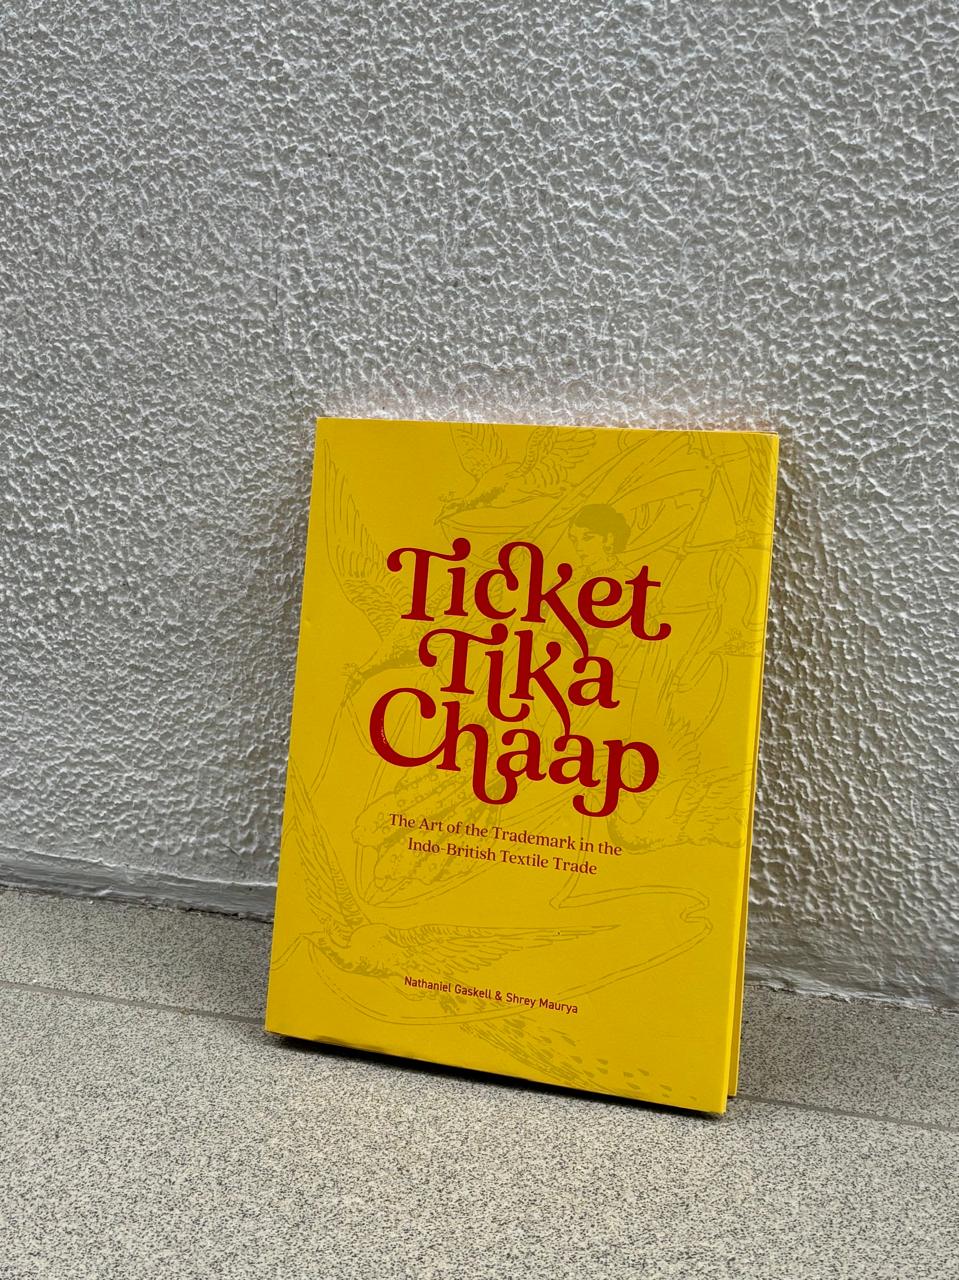 Ticket
Tika
Chaap
The Art of the Trademark in the
Indo-British Textile Trade
Nathaniel Gaskell & Shrey Maurya